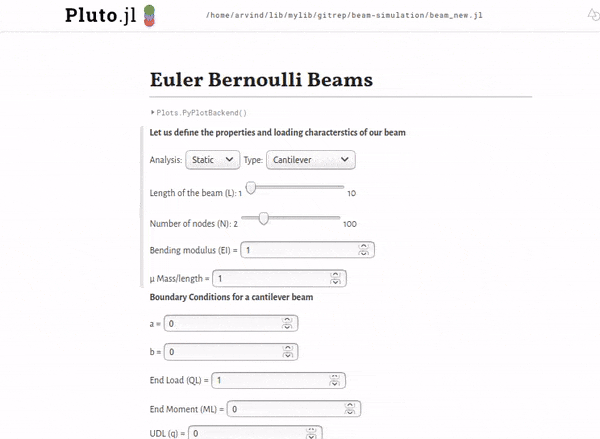 Pluto.jl /home/arvind/lib/mylib/gitrep/beam-simulation/beam_new.jl
Euler Bernoulli Beams
Plots.PyPlotBackend()
Let us define the properties and loading characterstics of our beam
Analysis: Static Type: Cantilever
Length of the beam (L): 1 10
Number of nodes (N): 2 100
Bending modulus (EI) = 1
μ Mass/length = 1
Boundary Conditions for a cantilever beam
a = 0
b = 0
End Load (QL) = 1
End Moment (ML) = 0
UDL (q) = 0